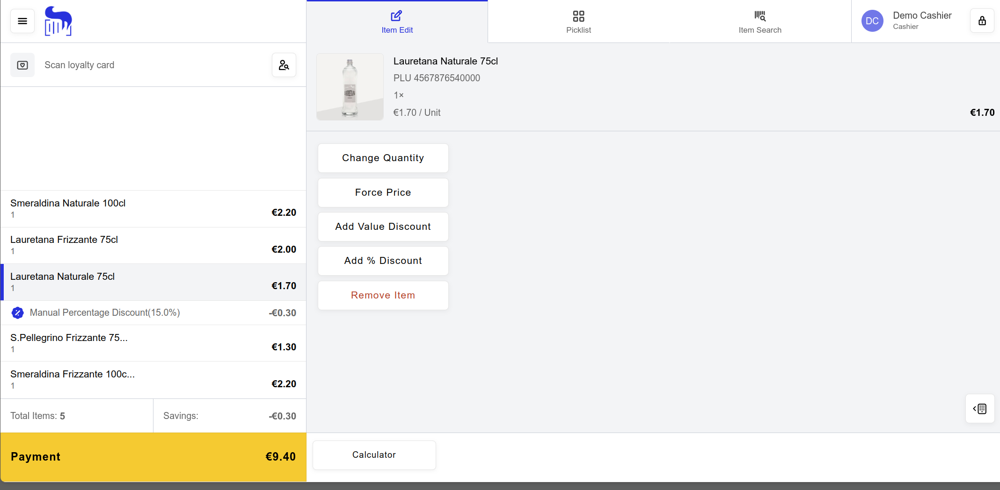 Item Edit
Picklist
Item Search
DC
Demo Cashier
Cashier
Scan loyalty card
Lauretana Naturale 75cl
PLU 4567876540000
1×
€1.70 / Unit
€1.70
Smeraldina Naturale 100cl
1
€2.20
Lauretana Frizzante 75cl
1
€2.00
Lauretana Naturale 75cl
1
€1.70
Manual Percentage Discount(15.0%)
-€0.30
S.Pellegrino Frizzante 75...
1
€1.30
Smeraldina Frizzante 100c...
1
€2.20
Total Items: 5
Savings:
-€0.30
Payment
€9.40
Change Quantity
Force Price
Add Value Discount
Add % Discount
Remove Item
Calculator